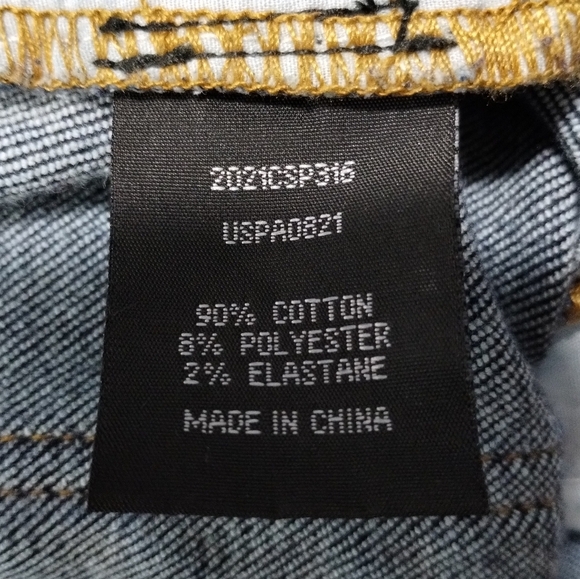 2021CSP316
USPA0821
90% COTTON
8% POLYESTER
2% ELASTANE
MADE IN CHINA